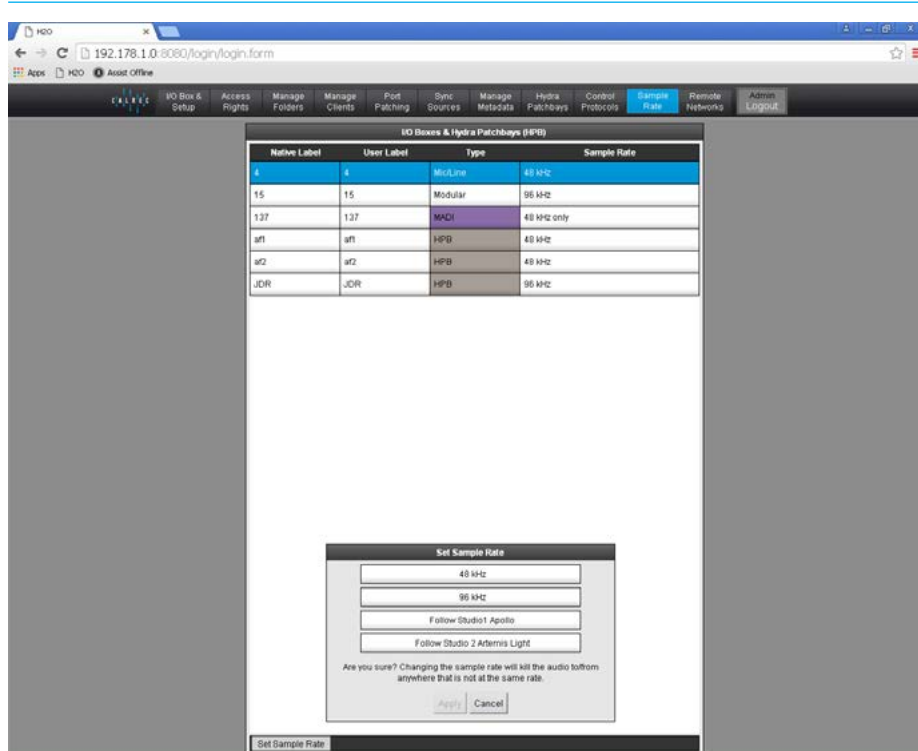 H2O
192.178.1.0:8080/login/login.form
Apps H2O Assist Offline
CALREC
I/O Box & Setup
Access Rights
Manage Folders
Manage Clients
Port Patching
Sync Sources
Manage Metadata
Hydra Patchbays
Control Protocols
Sample Rate
Remote Networks
Admin Logout
I/O Boxes & Hydra Patchbays (HPB)
Native Label User Label Type Sample Rate
4 4 Mic/Line 48 kHz
15 15 Modular 96 kHz
137 137 MADI 48 kHz only
af1 af1 HPB 48 kHz
af2 af2 HPB 48 kHz
JDR JDR HPB 96 kHz
Set Sample Rate
48 kHz
96 kHz
Follow Studio1 Apollo
Follow Studio 2 Artemis Light
Are you sure? Changing the sample rate will kill the audio to/from
anywhere that is not at the same rate.
Apply Cancel
Set Sample Rate